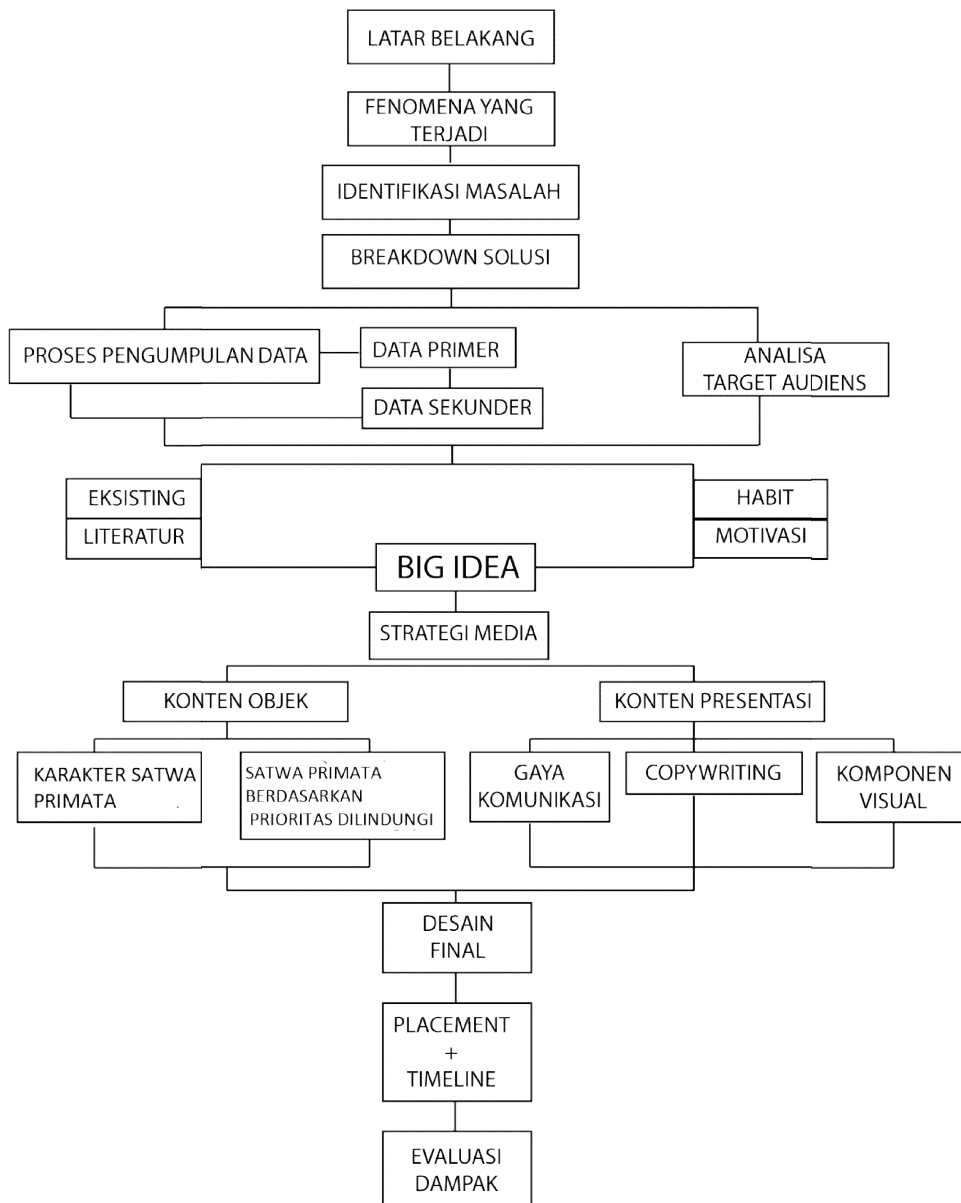 LATAR BELAKANG
FENOMENA YANG
TERJADI
IDENTIFIKASI MASALAH
BREAKDOWN SOLUSI
PROSES PENGUMPULAN DATA
DATA PRIMER
DATA SEKUNDER
ANALISA
TARGET AUDIENS
EKSISTING
LITERATUR
HABIT
MOTIVASI
BIG IDEA
STRATEGI MEDIA
KONTEN OBJEK
KONTEN PRESENTASI
KARAKTER SATWA
PRIMATA
SATWA PRIMATA
BERDASARKAN
PRIORITAS DILINDUNGI
GAYA
KOMUNIKASI
COPYWRITING
KOMPONEN
VISUAL
DESAIN
FINAL
PLACEMENT
+
TIMELINE
EVALUASI
DAMPAK